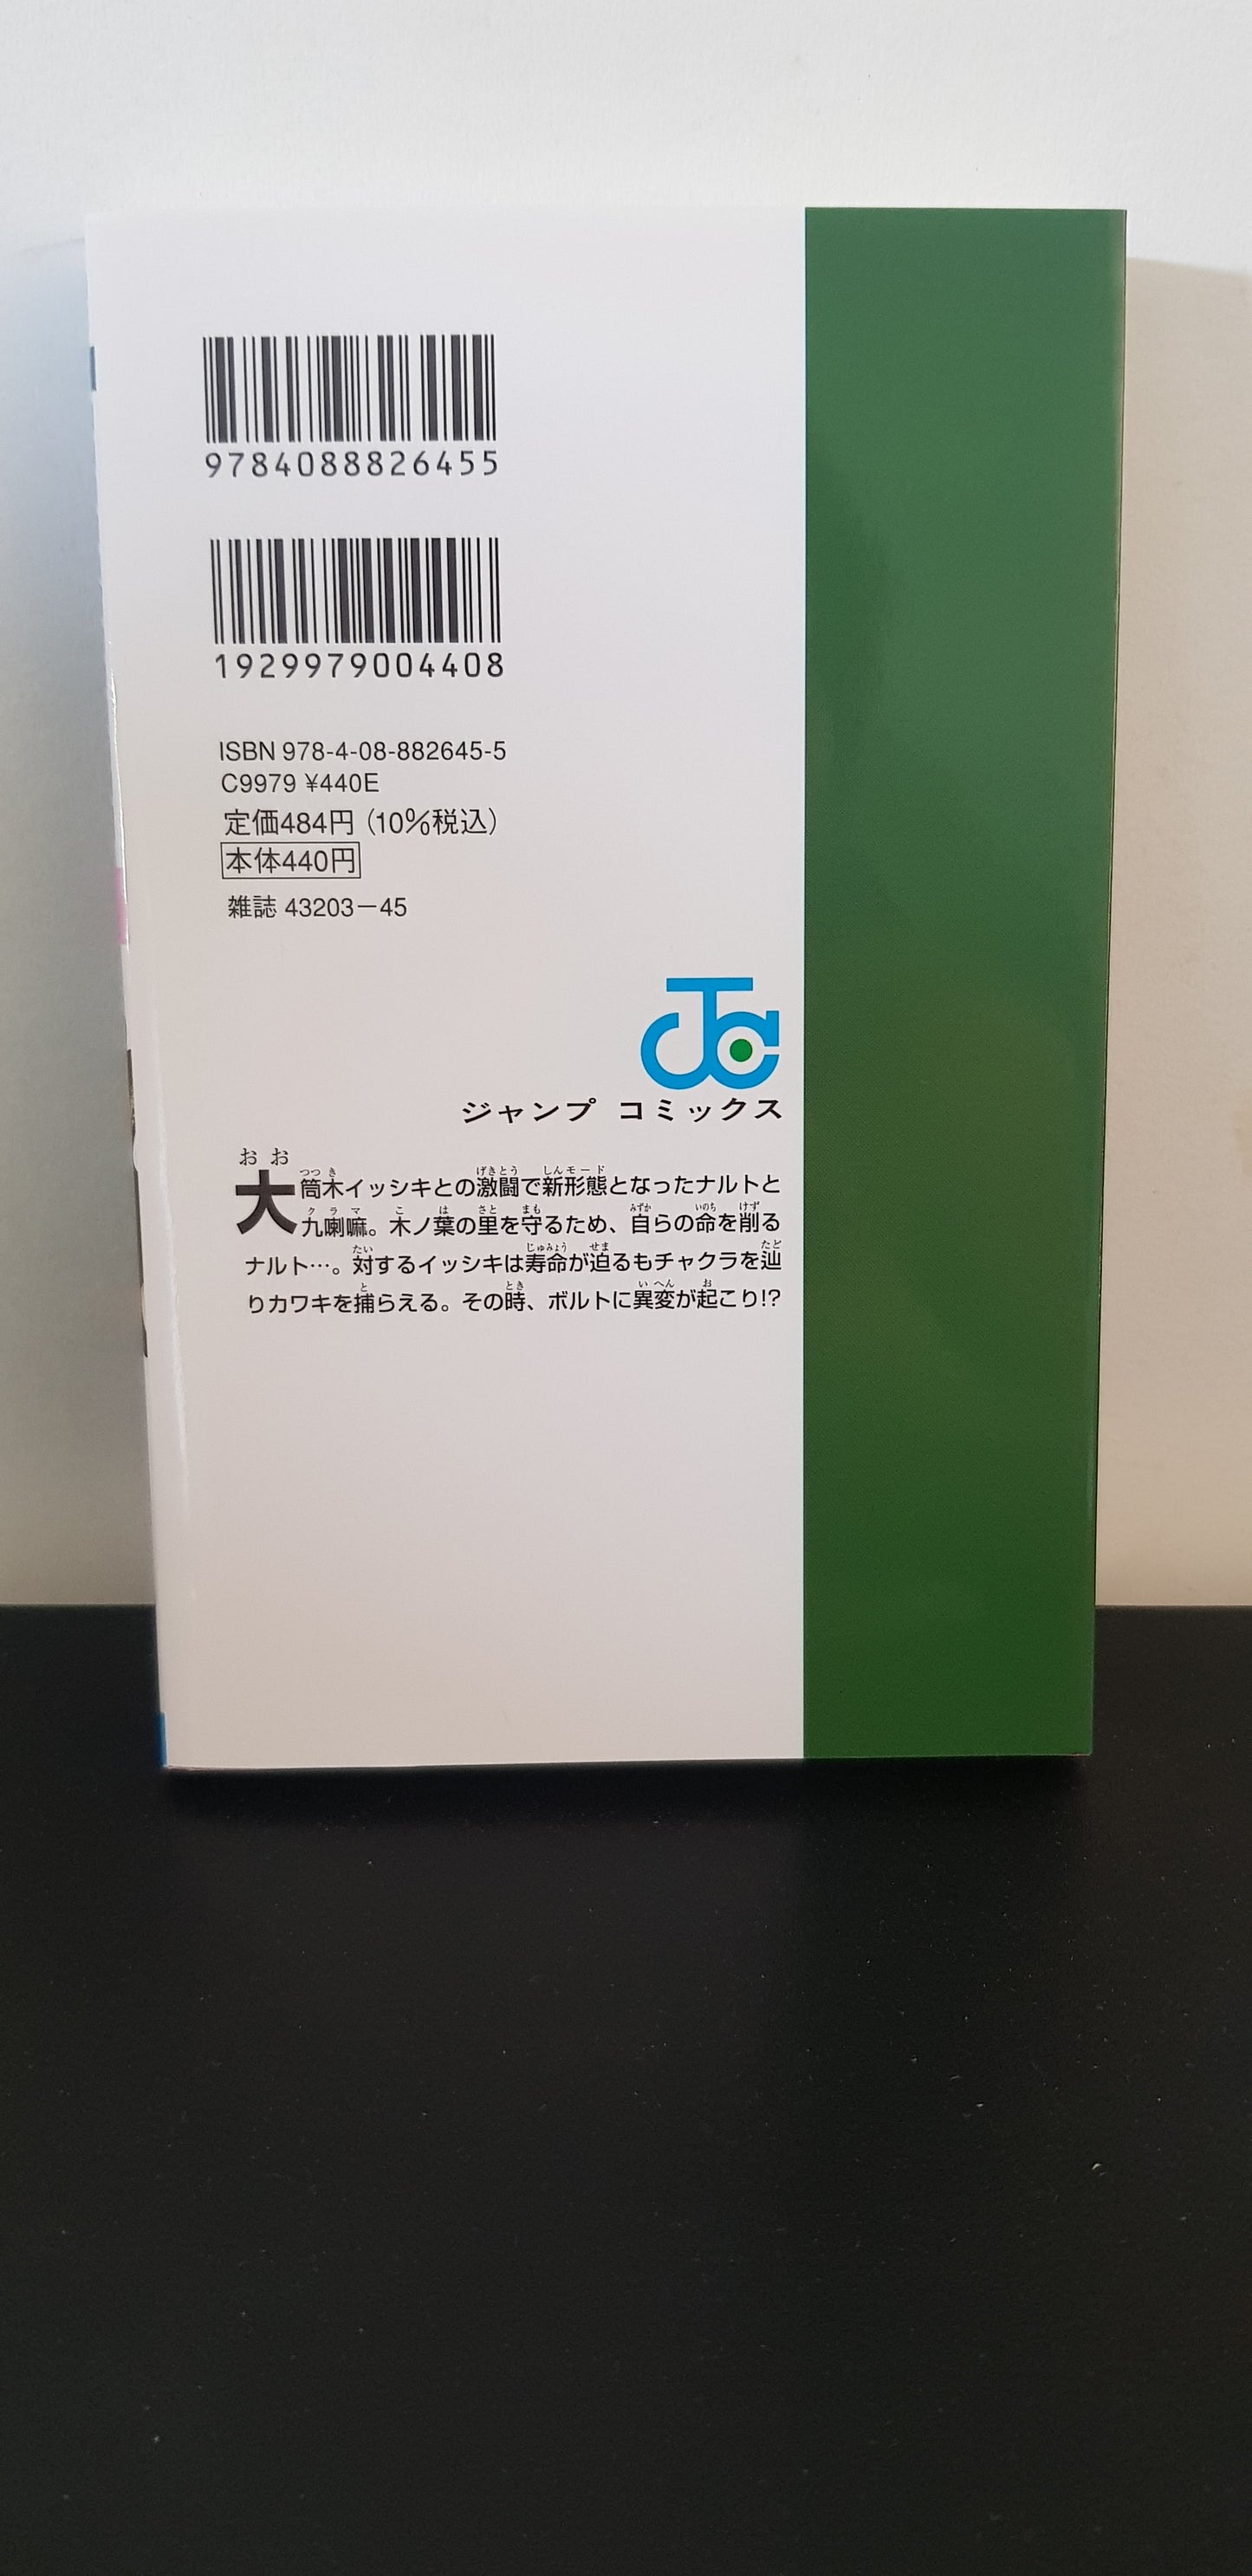 9784088826455
1929979004408
ISBN 978-4-08-882645-5
C9979 ¥440E
定価484円（10%税込）
本体440円
雑誌 43203－45
JC
ジャンプ コミックス
大筒木イッシキとの激闘で新形態となったナルトと
九喇嘛。木ノ葉の里を守るため、自らの命を削る
ナルト…。対するイッシキは寿命が迫るもチャクラを辿
りカワキを捕らえる。その時、ボルトに異変が起こり!?